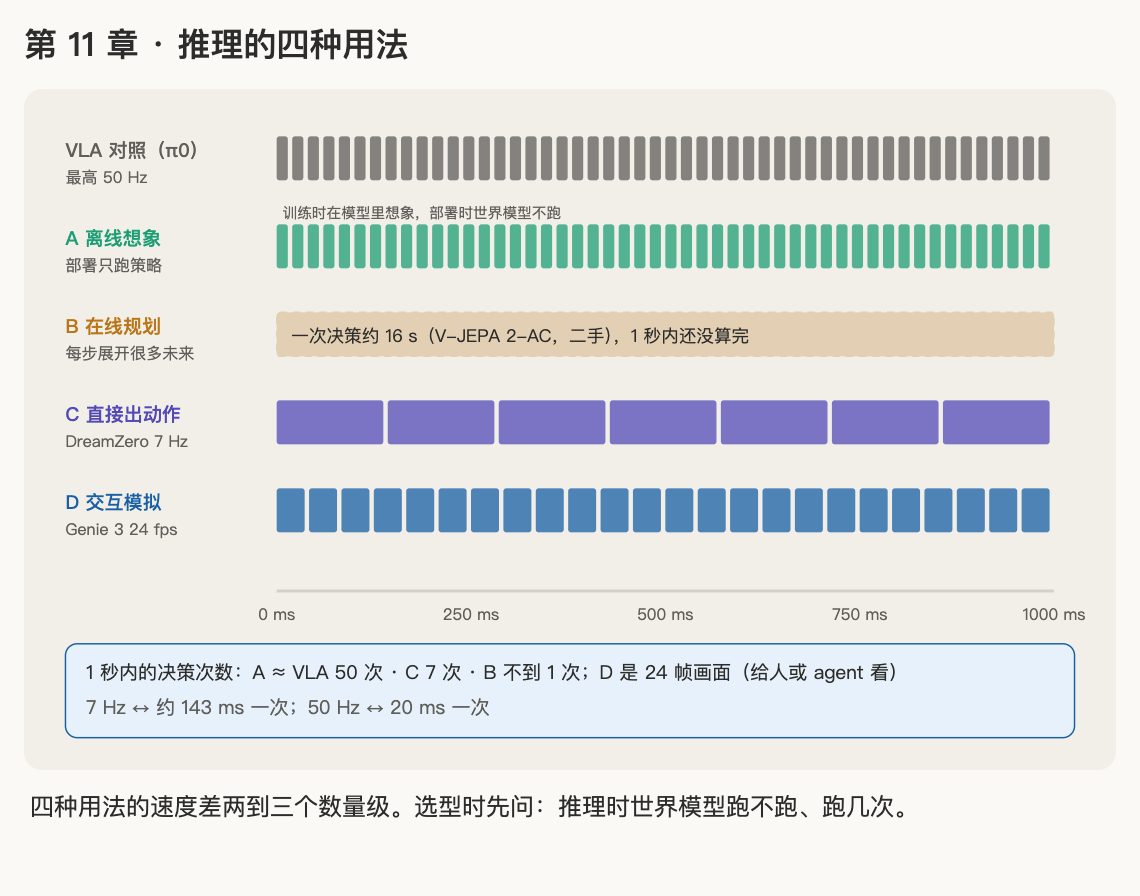 第 11 章 · 推理的四种用法
VLA 对照（π0）
最高 50 Hz
训练时在模型里想象，部署时世界模型不跑
A 离线想象
部署只跑策略
B 在线规划
每步展开很多未来
一次决策约 16 s（V-JEPA 2-AC，二手），1 秒内还没算完
C 直接出动作
DreamZero 7 Hz
D 交互模拟
Genie 3 24 fps
0 ms
250 ms
500 ms
750 ms
1000 ms
1 秒内的决策次数：A ≈ VLA 50 次 · C 7 次 · B 不到 1 次；D 是 24 帧画面（给人或 agent 看）
7 Hz ↔ 约 143 ms 一次；50 Hz ↔ 20 ms 一次
四种用法的速度差两到三个数量级。选型时先问：推理时世界模型跑不跑、跑几次。